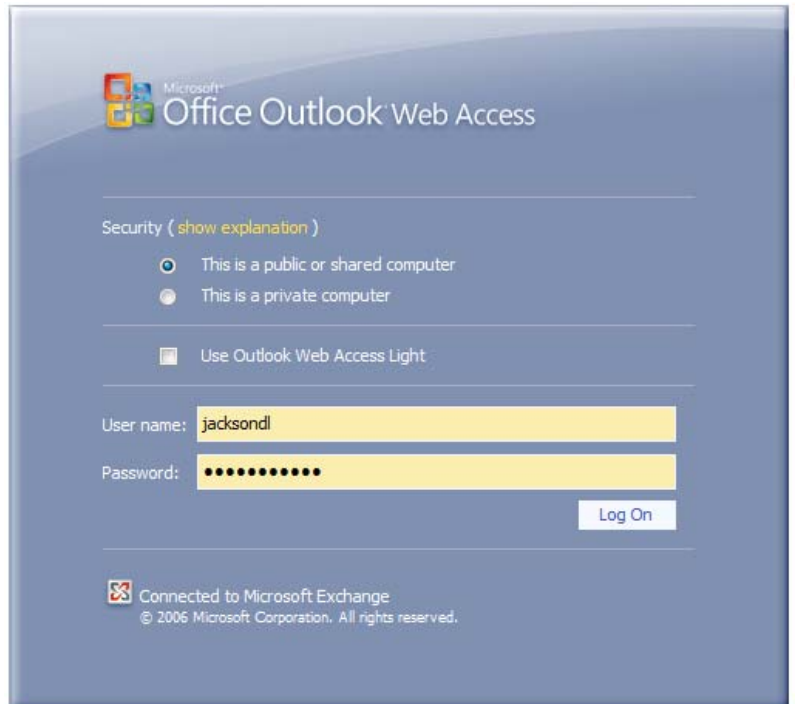 Microsoft®
Office Outlook® Web Access
Security ( show explanation )
This is a public or shared computer
This is a private computer
Use Outlook Web Access Light
User name: jacksondl
Password: •••••••••••
Log On
Connected to Microsoft Exchange
© 2006 Microsoft Corporation. All rights reserved.